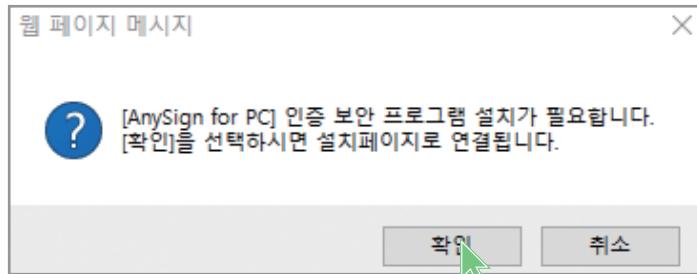 웹 페이지 메시지
[AnySign for PC] 인증 보안 프로그램 설치가 필요합니다.
[확인]을 선택하시면 설치페이지로 연결됩니다.
확인
취소